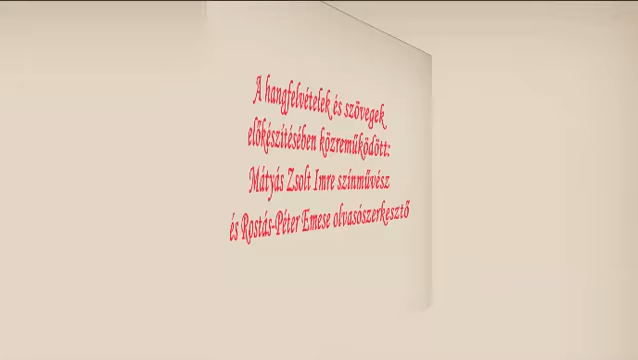 A hangfelvételek és szövegek
előkészítésében közreműködött:
Mátyás Zsolt Imre színművész
és Rostás-Péter Emese olvasószerkesztő